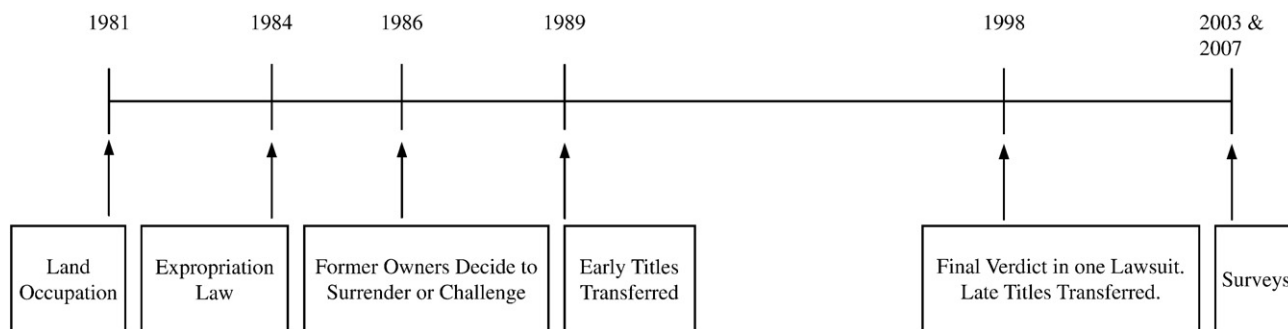 1981
1984
1986
1989
1998
2003 &
2007
Land
Occupation
Expropriation
Law
Former Owners Decide to
Surrender or Challenge
Early Titles
Transferred
Final Verdict in one Lawsuit.
Late Titles Transferred.
Surveys